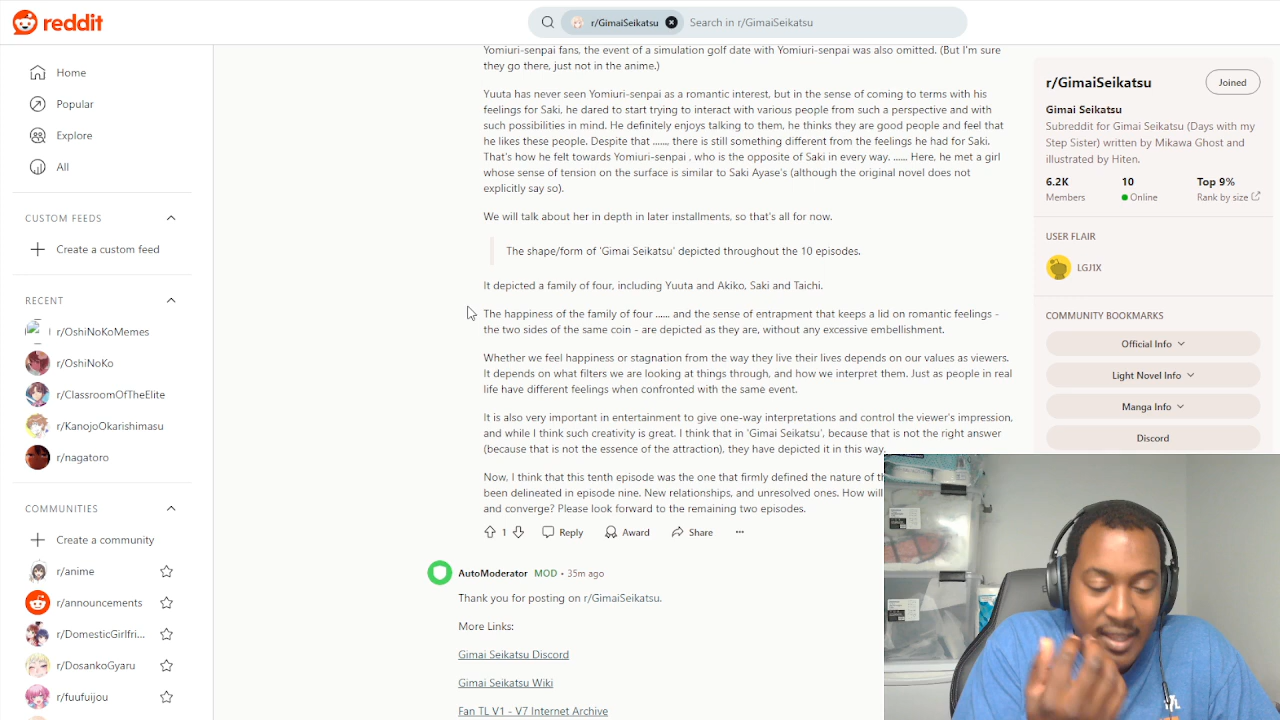 reddit
r/GimaiSeikatsu
Search in r/GimaiSeikatsu
Home
Popular
Explore
All
CUSTOM FEEDS
Create a custom feed
RECENT
r/OshiNoKoMemes
r/OshiNoKo
r/ClassroomOfTheElite
r/KanojoOkarishimasu
r/nagatoro
COMMUNITIES
Create a community
r/anime
r/announcements
r/DomesticGirlfri...
r/DosankoGyaru
r/fuufuijou
Yomiuri-senpai fans, the event of a simulation golf date with Yomiuri-senpai was also omitted. (But I'm sure
they go there, just not in the anime.)
Yuuta has never seen Yomiuri-senpai as a romantic interest, but in the sense of coming to terms with his
feelings for Saki, he dared to start trying to interact with various people from such a perspective and with
such possibilities in mind. He definitely enjoys talking to them, he thinks they are good people and feel that
he likes these people. Despite that ......, there is still something different from the feelings he had for Saki.
That's how he felt towards Yomiuri-senpai , who is the opposite of Saki in every way. ...... Here, he met a girl
whose sense of tension on the surface is similar to Saki Ayase's (although the original novel does not
explicitly say so).
We will talk about her in depth in later installments, so that's all for now.
The shape/form of 'Gimai Seikatsu' depicted throughout the 10 episodes.
It depicted a family of four, including Yuuta and Akiko, Saki and Taichi.
The happiness of the family of four ...... and the sense of entrapment that keeps a lid on romantic feelings -
the two sides of the same coin - are depicted as they are, without any excessive embellishment.
Whether we feel happiness or stagnation from the way they live their lives depends on our values as viewers.
It depends on what filters we are looking at things through, and how we interpret them. Just as people in real
life have different feelings when confronted with the same event.
It is also very important in entertainment to give one-way interpretations and control the viewer's impression,
and while I think such creativity is great, I think that in 'Gimai Seikatsu', because that is not the right answer
(because that is not the essence of the attraction), they have depicted it in this way.
Now, I think that this tenth episode was the one that firmly defined the nature of
been delineated in episode nine. New relationships, and unresolved ones. How will
and converge? Please look forward to the remaining two episodes.
1
Reply
Award
Share
AutoModerator MOD • 35m ago
Thank you for posting on r/GimaiSeikatsu.
More Links:
Gimai Seikatsu Discord
Gimai Seikatsu Wiki
Fan TL V1 - V7 Internet Archive
r/GimaiSeikatsu
Joined
Gimai Seikatsu
Subreddit for Gimai Seikatsu (Days with my
Step Sister) written by Mikawa Ghost and
illustrated by Hiten.
6.2K 10 Top 9%
Members Online Rank by size
USER FLAIR
LGJ1X
COMMUNITY BOOKMARKS
Official Info
Light Novel Info
Manga Info
Discord